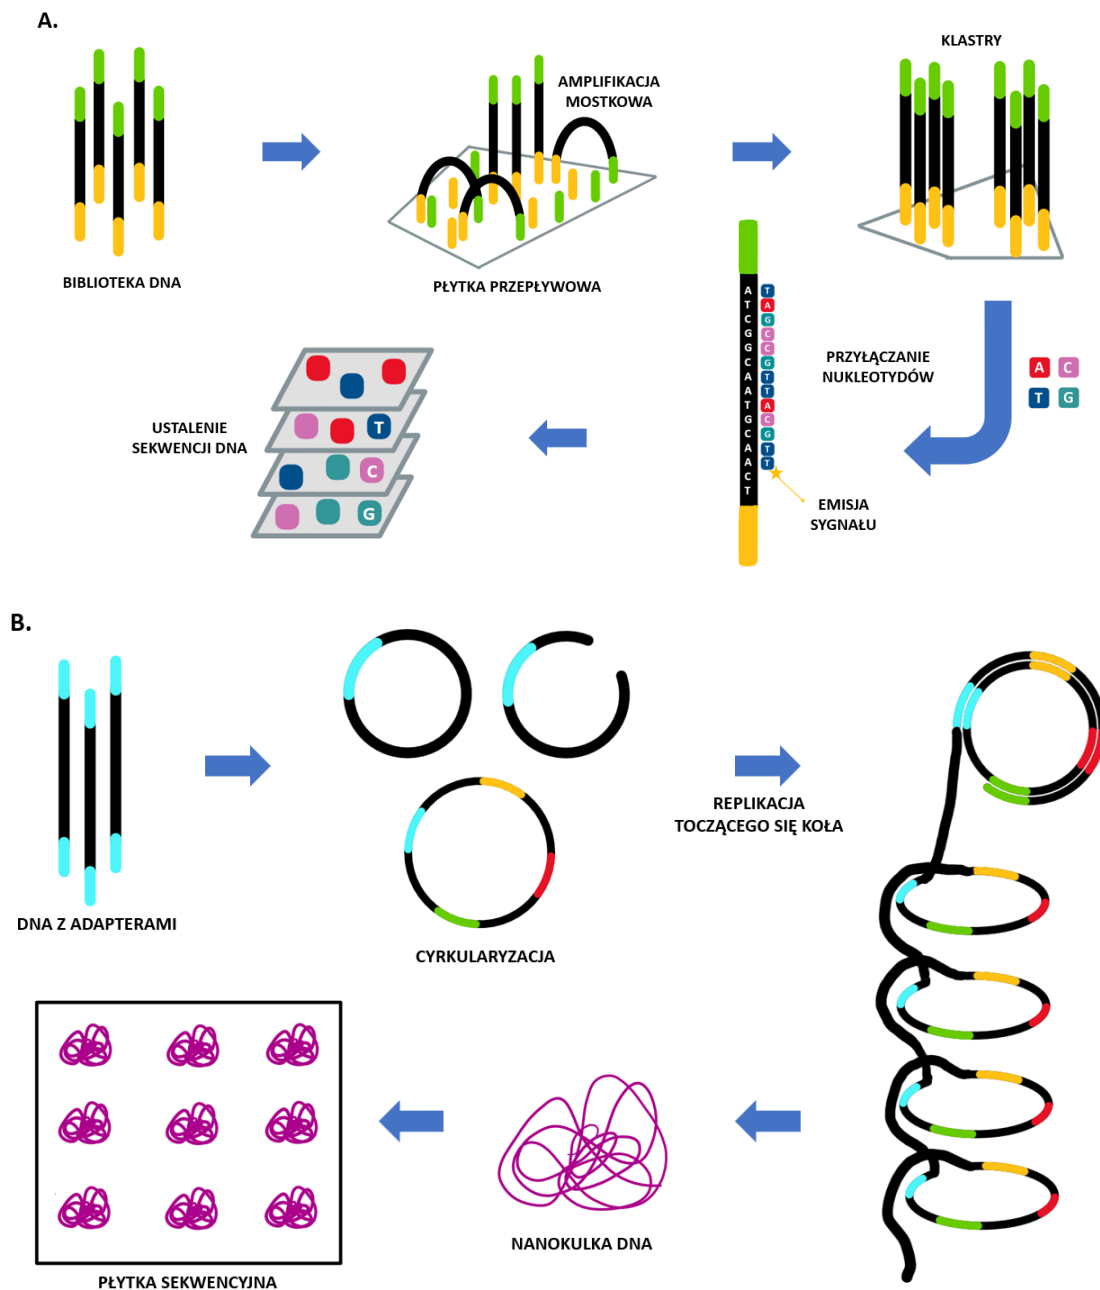 A.
BIBLIOTEKA DNA
AMPLIFIKACJA
MOSTKOWA
PŁYTKA PRZEPŁYWOWA
KLASTRY
PRZYŁĄCZANIE
NUKLEOTYDÓW
A C
T G
A T
T A
C G
G C
G C
C G
A T
A T
T A
G C
C G
A T
A T
C
T
EMISJA
SYGNAŁU
USTALENIE
SEKWENCJI DNA
T
C
G
B.
DNA Z ADAPTERAMI
CYRKULARYZACJA
REPLIKACJA
TOCZĄCEGO SIĘ KOŁA
NANOKULKA DNA
PŁYTKA SEKWENCYJNA